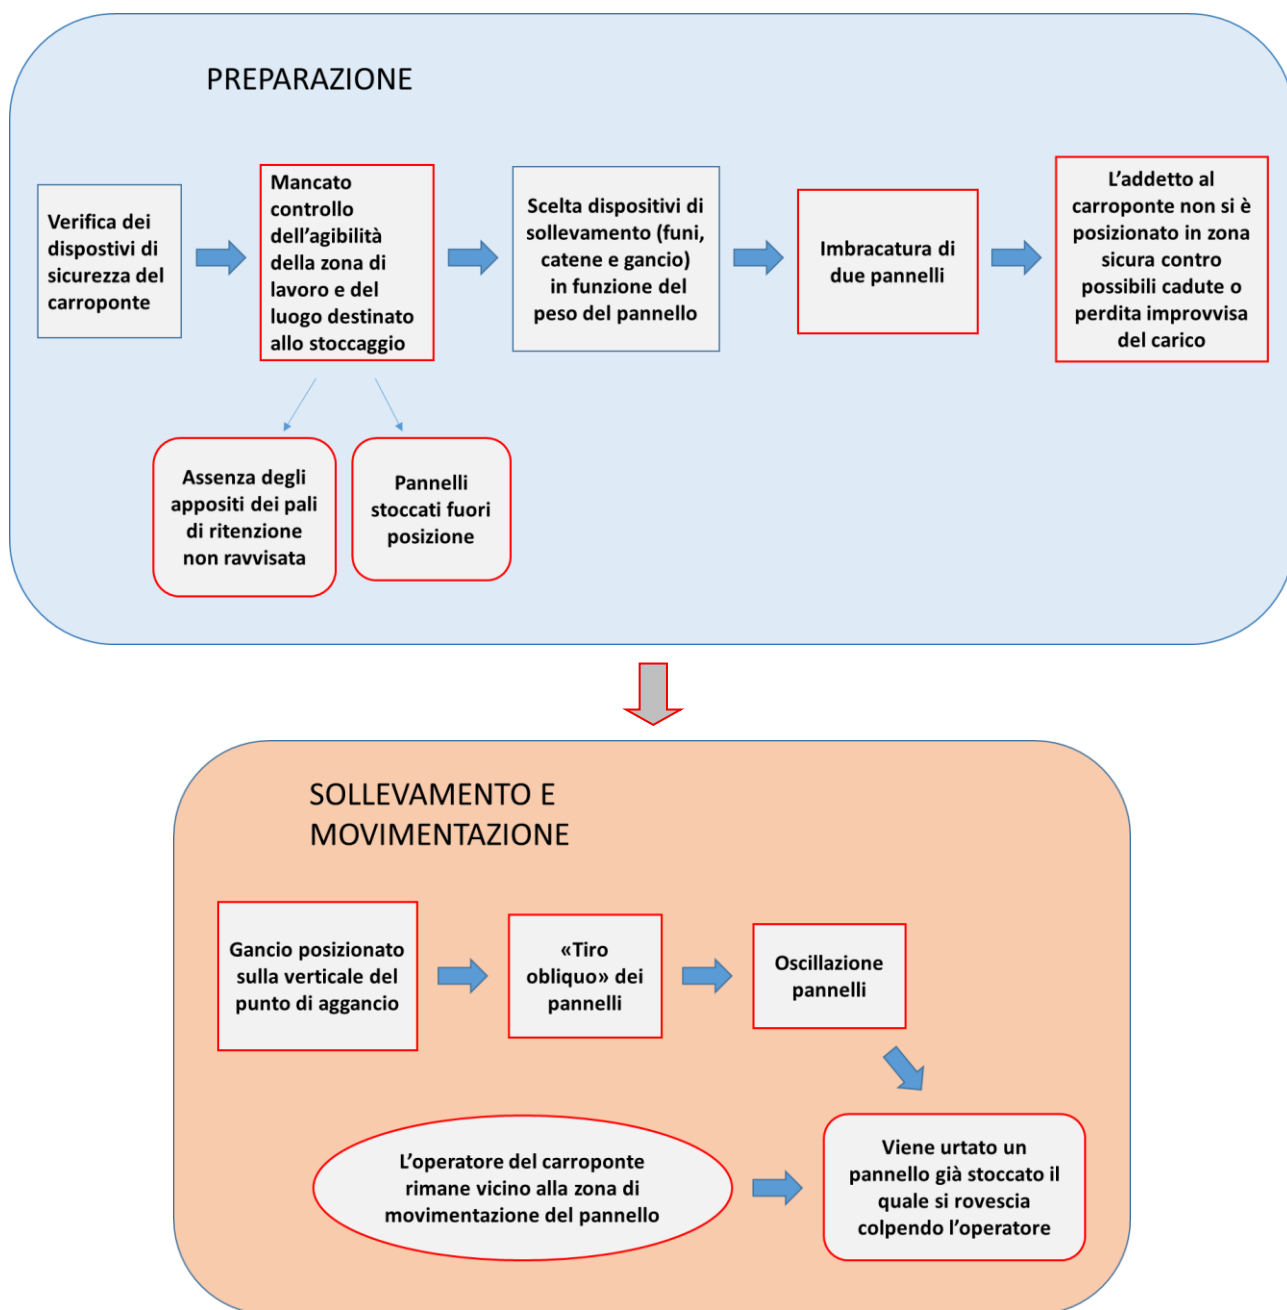 PREPARAZIONE
Verifica dei
dispostivi di
sicurezza del
carroponte
Mancato
controllo
dell'agibilità
della zona di
lavoro e del
luogo destinato
allo stoccaggio
Scelta dispositivi di
sollevamento (funi,
catene e gancio)
in funzione del
peso del pannello
Imbracatura di
due pannelli
L'addetto al
carroponte non si è
posizionato in zona
sicura contro
possibili cadute o
perdita improvvisa
del carico
Assenza degli
appositi dei pali
di ritenzione
non ravvisata
Pannelli
stoccati fuori
posizione
SOLLEVAMENTO E
MOVIMENTAZIONE
Gancio posizionato
sulla verticale del
punto di aggancio
«Tiro
obliquo» dei
pannelli
Oscillazione
pannelli
L'operatore del carroponte
rimane vicino alla zona di
movimentazione del pannello
Viene urtato un
pannello già stoccato il
quale si rovescia
colpendo l'operatore